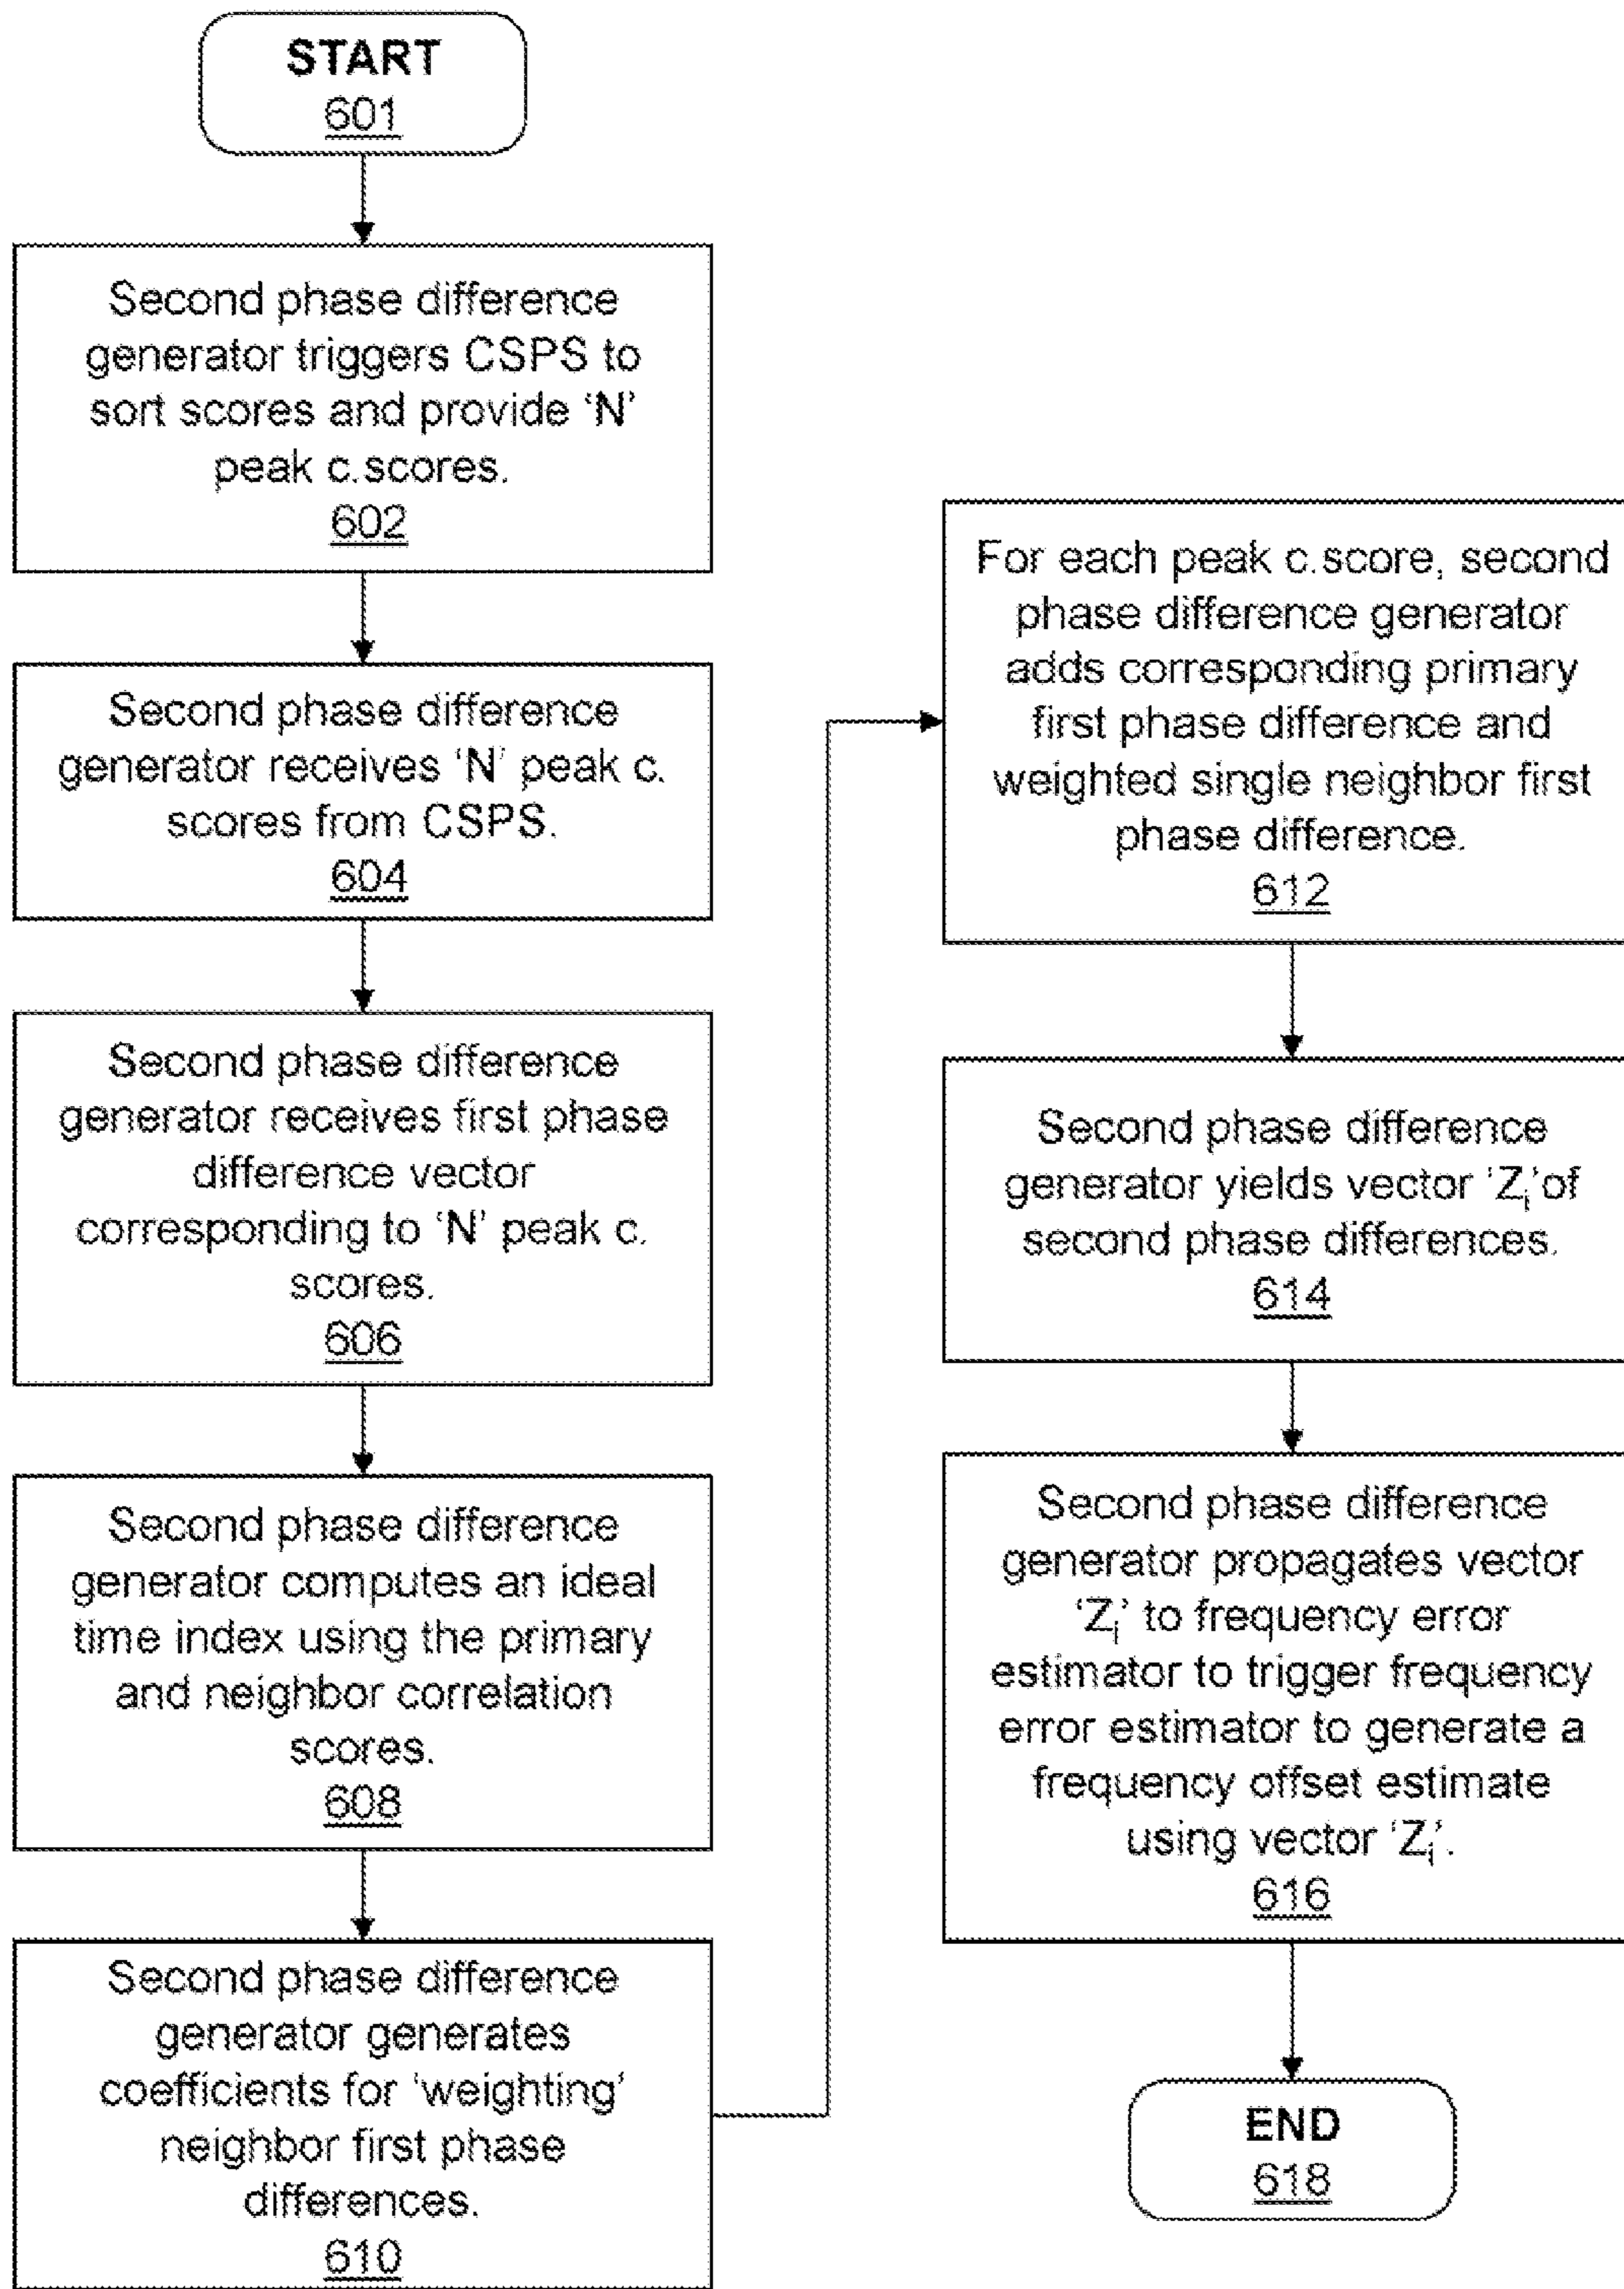 START
601
Second phase difference
generator triggers CSPS to
sort scores and provide ‘N’
peak c.scores.
602
Second phase difference
generator receives ‘N’ peak c.
scores from CSPS.
604
Second phase difference
generator receives first phase
difference vector
corresponding to ‘N’ peak c.
scores.
606
Second phase difference
generator computes an ideal
time index using the primary
and neighbor correlation
scores.
608
Second phase difference
generator generates
coefficients for ‘weighting’
neighbor first phase
differences.
610
For each peak c.score, second
phase difference generator
adds corresponding primary
first phase difference and
weighted single neighbor first
phase difference.
612
Second phase difference
generator yields vector ‘Zᵢ’ of
second phase differences.
614
Second phase difference
generator propagates vector
‘Zᵢ’ to frequency error
estimator to trigger frequency
error estimator to generate a
frequency offset estimate
using vector ‘Zᵢ’.
616
END
618